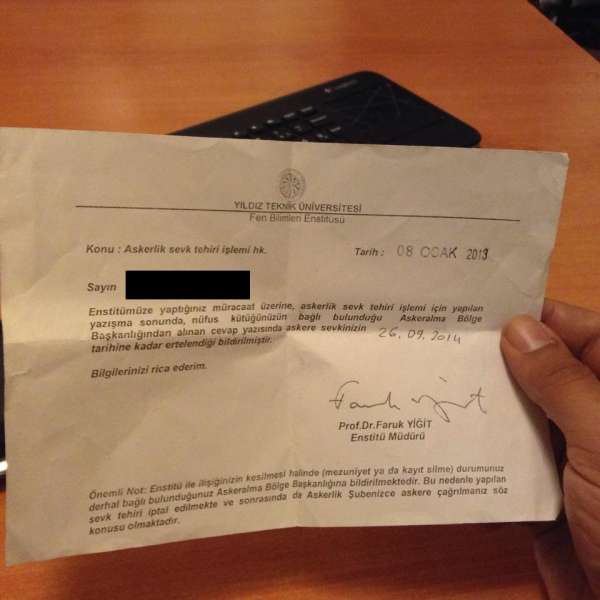 YILDIZ TEKNİK ÜNİVERSİTESİ
Fen Bilimleri Enstitüsü
Konu : Askerlik sevk tehiri işlemi hk.
Tarih : 08 OCAK 2013
Sayın
Enstitümüze yaptığınız müracaat üzerine, askerlik sevk tehiri işlemi için yapılan
yazışma sonunda, nüfus kütüğünüzün bağlı bulunduğu Askeralma Bölge
Başkanlığından alınan cevap yazısında askere sevkinizin 26.09.2014
tarihine kadar ertelendiği bildirilmiştir.
Bilgilerinizi rica ederim.
Faruk Yiğit
Prof.Dr.Faruk YİĞİT
Enstitü Müdürü
Önemli Not: Enstitü ile ilişiğinizin kesilmesi halinde (mezuniyet ya da kayıt silme) durumunuz
derhal bağlı bulunduğunuz Askeralma Bölge Başkanlığına bildirilmektedir. Bu nedenle yapılan
sevk tehiri iptal edilmekte ve sonrasında da Askerlik Şubenizce askere çağrılmanız söz
konusu olmaktadır.